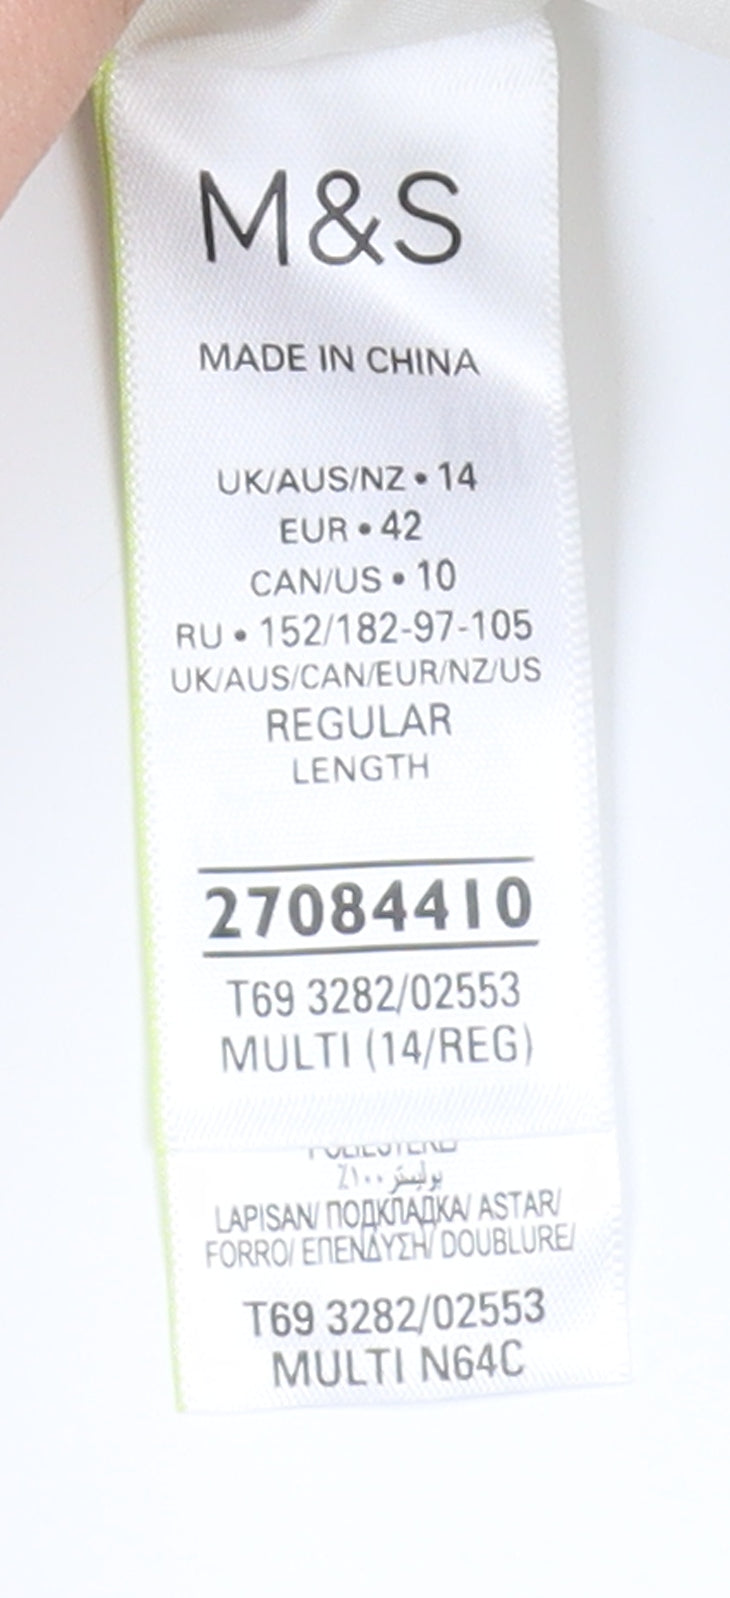 M&S
MADE IN CHINA
UK/AUS/NZ • 14
EUR • 42
CAN/US • 10
RU • 152/182-97-105
UK/AUS/CAN/EUR/NZ/US
REGULAR
LENGTH
27084410
T69 3282/02553
MULTI (14/REG)
بوليستر ١٠٠٪
LAPISAN/ ПОДКЛАДКА/ ASTAR/
FORRO/ ΕΠΕΝΔΥΣΗ/ DOUBLURE/
T69 3282/02553
MULTI N64C